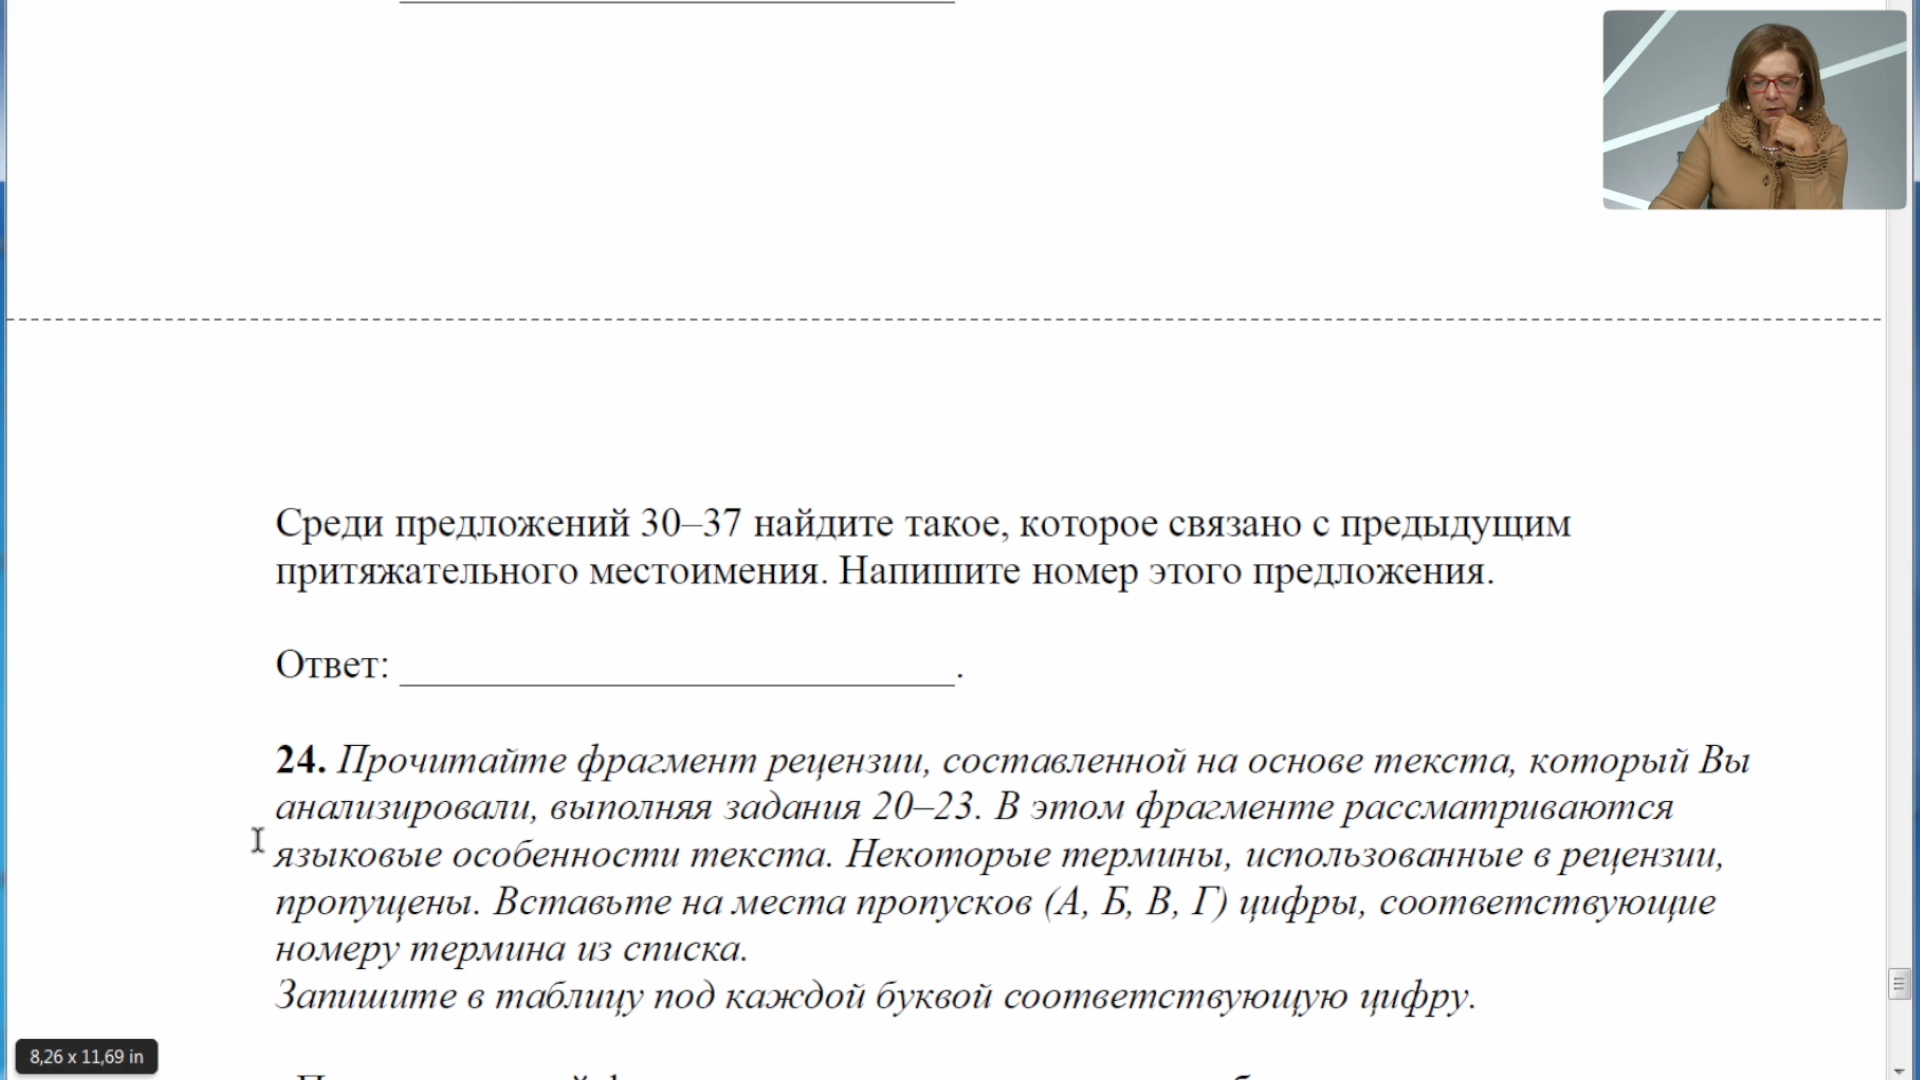 Среди предложений 30–37 найдите такое, которое связано с предыдущим
притяжательного местоимения. Напишите номер этого предложения.
Ответ: ____________________________.
24. Прочитайте фрагмент рецензии, составленной на основе текста, который Вы
анализировали, выполняя задания 20–23. В этом фрагменте рассматриваются
языковые особенности текста. Некоторые термины, использованные в рецензии,
пропущены. Вставьте на места пропусков (А, Б, В, Г) цифры, соответствующие
номеру термина из списка.
Запишите в таблицу под каждой буквой соответствующую цифру.
8,26 x 11,69 in